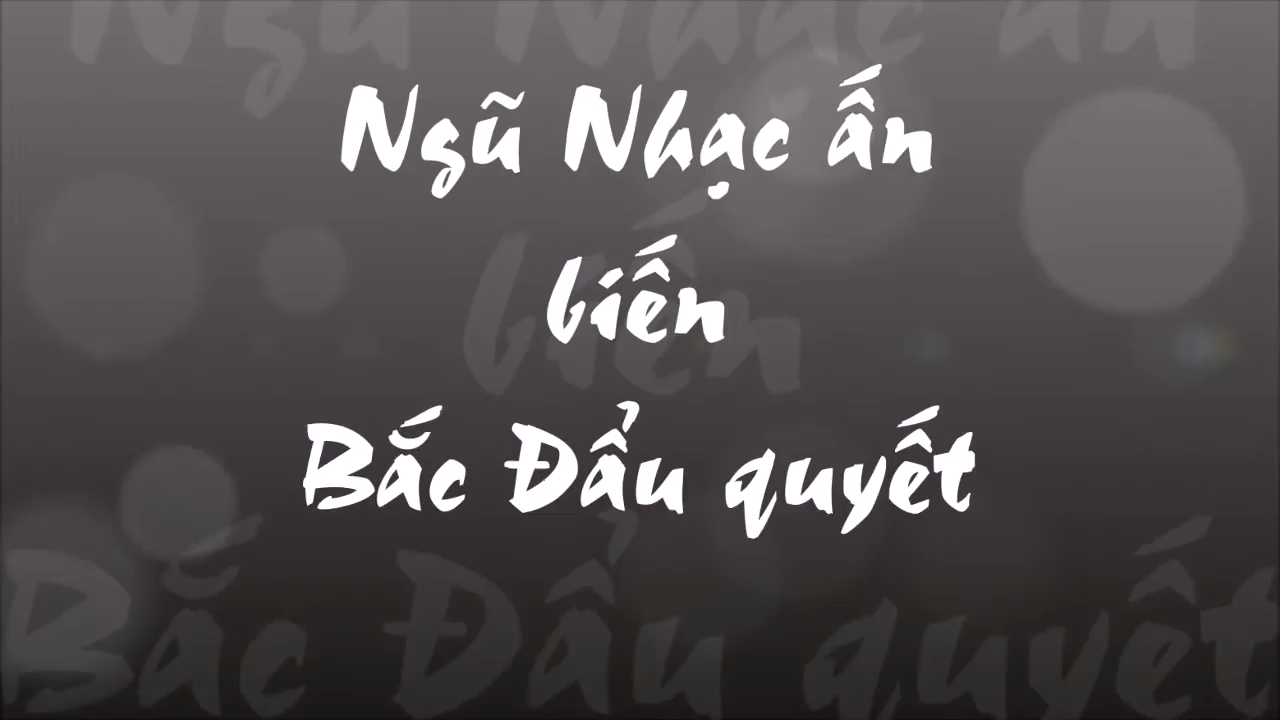 Ngũ Nhạc ấn
biến
Bắc Đẩu quyết